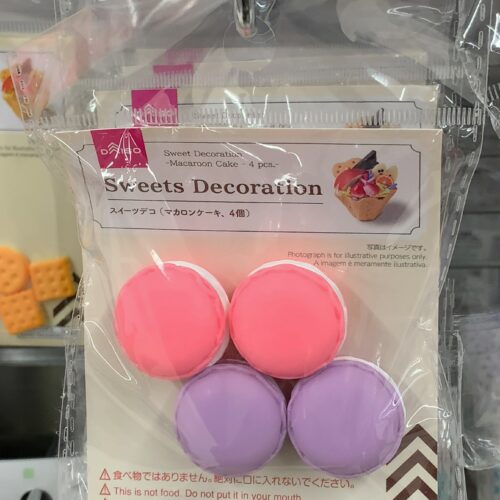 DAISO
Sweet Decoration
-Macaroon Cake - 4 pcs.-
Sweets Decoration
スイーツデコ(マカロンケーキ、4個)
写真はイメージです。
Photograph is for illustrative purposes only.
A imagem é meramente ilustrativa.
⚠食べ物ではありません。絶対に口に入れないでください。
⚠This is not food. Do not put it in your mouth.